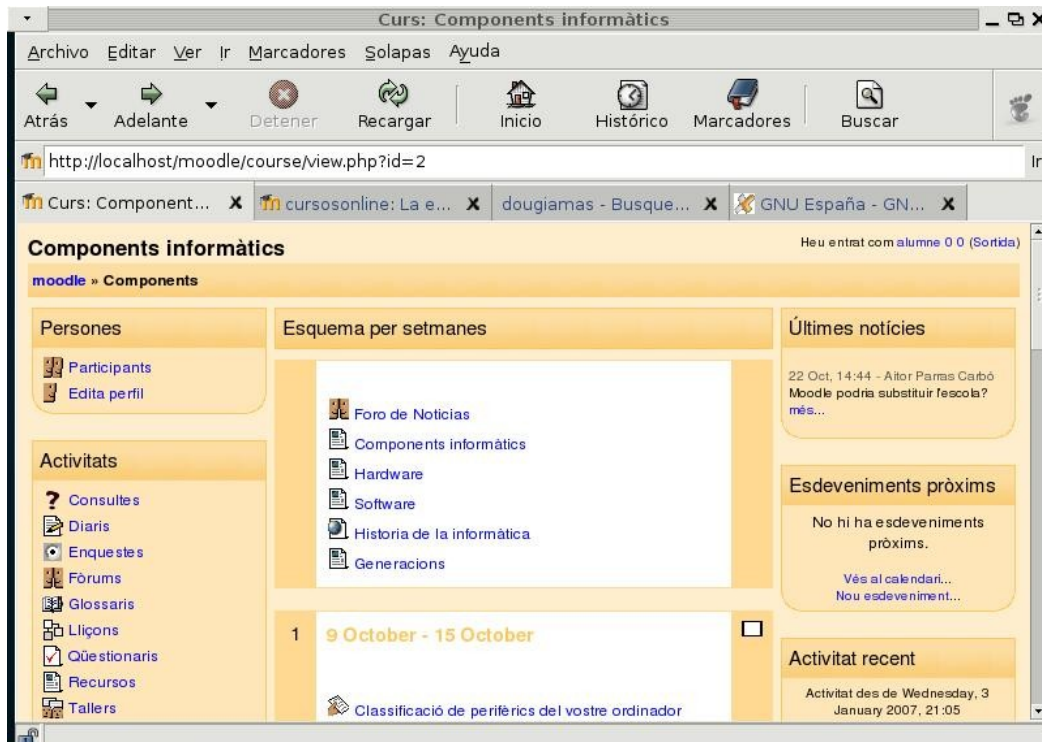 Curs: Components informàtics
Archivo Editar Ver Ir Marcadores Solapas Ayuda
Atrás Adelante Detener Recargar Inicio Histórico Marcadores Buscar
http://localhost/moodle/course/view.php?id=2 Ir
Curs: Component... cursosonline: La e... dougiamas - Busque... GNU España - GN...
Components informàtics
Heu entrat com alumne 0 0 (Sortida)
moodle » Components
Persones
Participants
Edita perfil
Activitats
Consultes
Diaris
Enquestes
Fòrums
Glossaris
Lliçons
Qüestionaris
Recursos
Tallers
Esquema per setmanes
Foro de Noticias
Components informàtics
Hardware
Software
Historia de la informàtica
Generacions
1 9 October - 15 October
Classificació de perifèrics del vostre ordinador
Últimes notícies
22 Oct, 14:44 - Aitor Parras Carbó
Moodle podria substituir l'escola?
més...
Esdeveniments pròxims
No hi ha esdeveniments
pròxims.
Vés al calendari...
Nou esdeveniment...
Activitat recent
Activitat des de Wednesday, 3
January 2007, 21:05